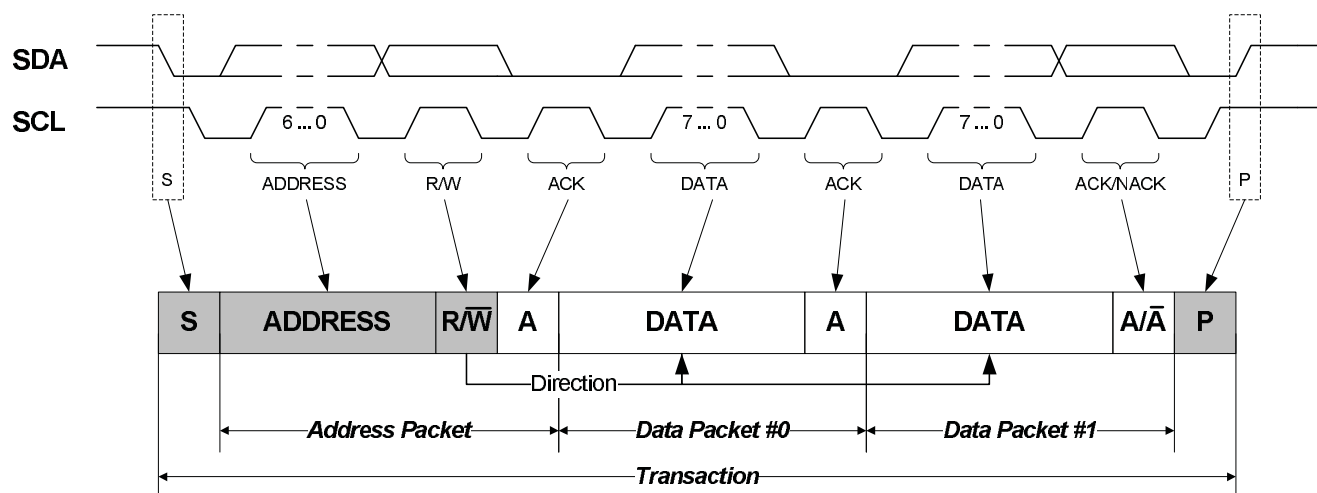 SDA
SCL
6 ... 0
7 ... 0
7 ... 0
S
ADDRESS
R/W
ACK
DATA
ACK
DATA
ACK/NACK
P
S
ADDRESS
R/W̅
A
DATA
A
DATA
A/A̅
P
Direction
Address Packet
Data Packet #0
Data Packet #1
Transaction